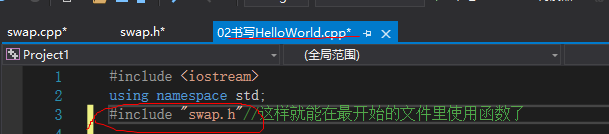 swap.cpp* swap.h* 02书写HelloWorld.cpp*
Project1 (全局范围)
1 #include <iostream>
2 using namespace std;
3 #include "swap.h"//这样就能在最开始的文件里使用函数了